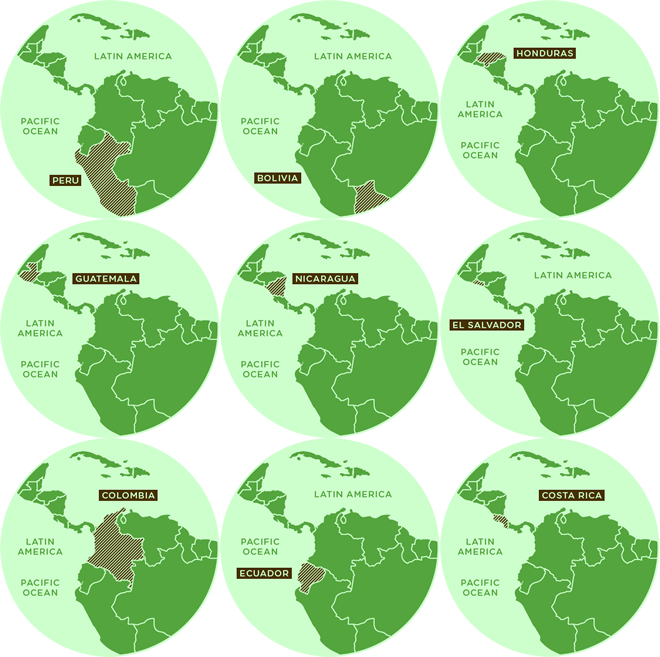 LATIN AMERICA
PACIFIC
OCEAN
PERU
LATIN AMERICA
PACIFIC
OCEAN
BOLIVIA
HONDURAS
LATIN
AMERICA
PACIFIC
OCEAN
GUATEMALA
LATIN
AMERICA
PACIFIC
OCEAN
NICARAGUA
LATIN
AMERICA
PACIFIC
OCEAN
LATIN AMERICA
EL SALVADOR
PACIFIC
OCEAN
COLOMBIA
LATIN
AMERICA
PACIFIC
OCEAN
LATIN AMERICA
PACIFIC
OCEAN
ECUADOR
COSTA RICA
LATIN
AMERICA
PACIFIC
OCEAN